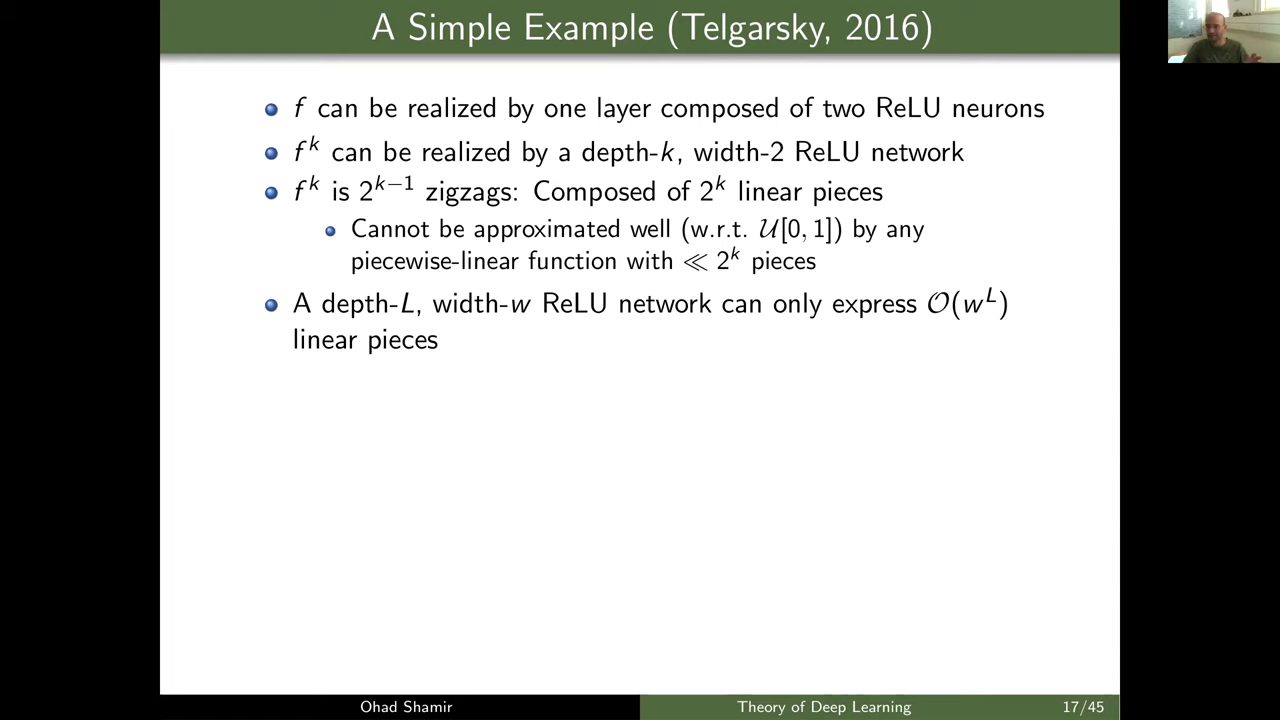 A Simple Example (Telgarsky, 2016)
f can be realized by one layer composed of two ReLU neurons
f^k can be realized by a depth-k, width-2 ReLU network
f^k is 2^{k−1} zigzags: Composed of 2^k linear pieces
Cannot be approximated well (w.r.t. 𝒰[0, 1]) by any
piecewise-linear function with ≪ 2^k pieces
A depth-L, width-w ReLU network can only express 𝒪(w^L)
linear pieces
Ohad Shamir
Theory of Deep Learning
17/45